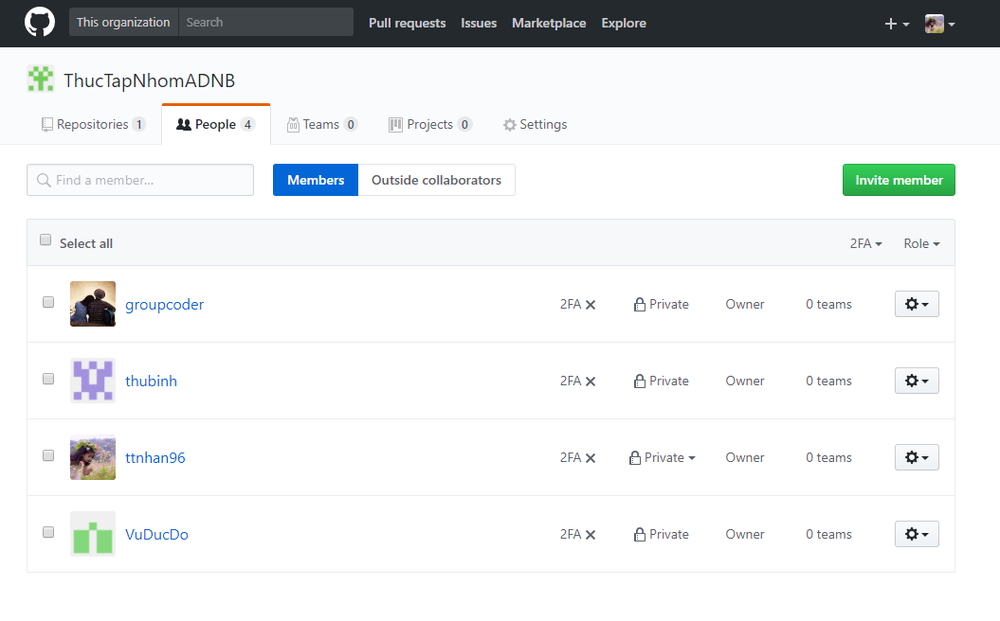 This organization Search Pull requests Issues Marketplace Explore
ThucTapNhomADNB
Repositories 1 People 4 Teams 0 Projects 0 Settings
Find a member... Members Outside collaborators Invite member
Select all 2FA Role
groupcoder 2FA Private Owner 0 teams
thubinh 2FA Private Owner 0 teams
ttnhan96 2FA Private Owner 0 teams
VuDucDo 2FA Private Owner 0 teams